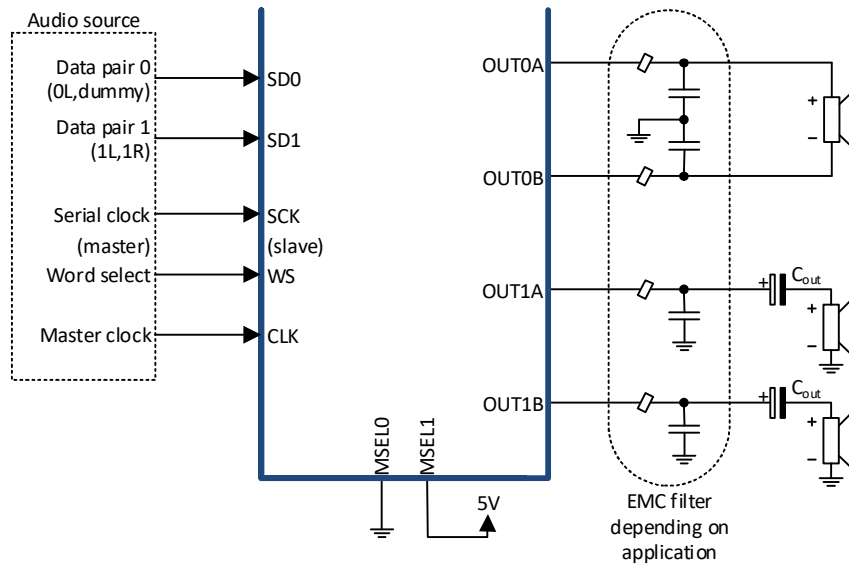 Audio source
Data pair 0
(0L,dummy)
Data pair 1
(1L,1R)
Serial clock
(master)
Word select
Master clock
SD0
SD1
SCK
(slave)
WS
CLK
MSEL0
MSEL1
5V
OUT0A
OUT0B
OUT1A
OUT1B
+
−
+
Cout
+
−
+
Cout
+
−
EMC filter
depending on
application